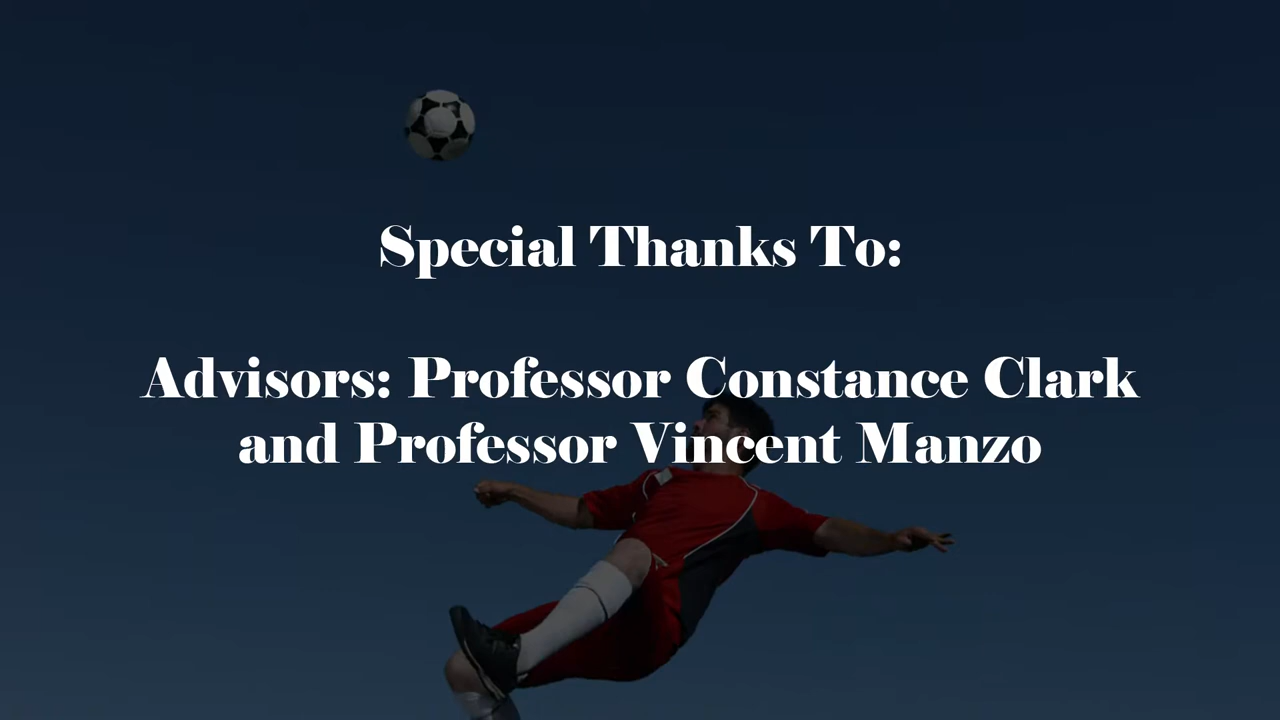 Special Thanks To:
Advisors: Professor Constance Clark
and Professor Vincent Manzo